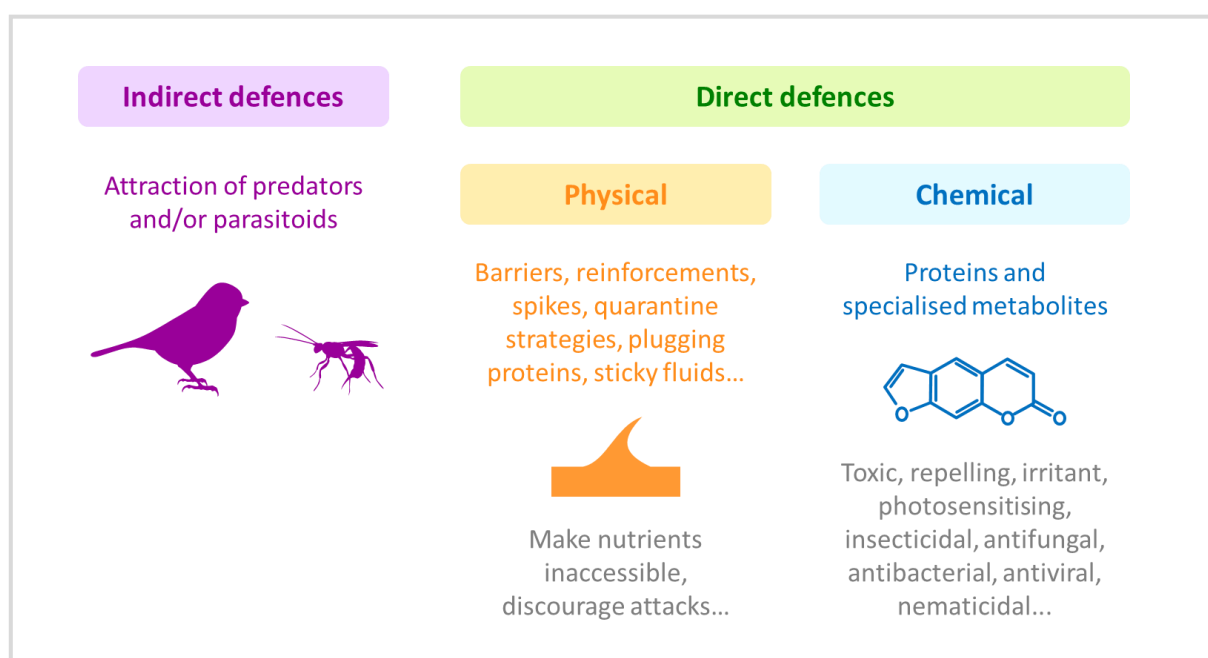 Indirect defences
Attraction of predators
and/or parasitoids
Direct defences
Physical
Barriers, reinforcements,
spikes, quarantine
strategies, plugging
proteins, sticky fluids…
Make nutrients
inaccessible,
discourage attacks…
Chemical
Proteins and
specialised metabolites
O
O
O
Toxic, repelling, irritant,
photosensitising,
insecticidal, antifungal,
antibacterial, antiviral,
nematicidal...